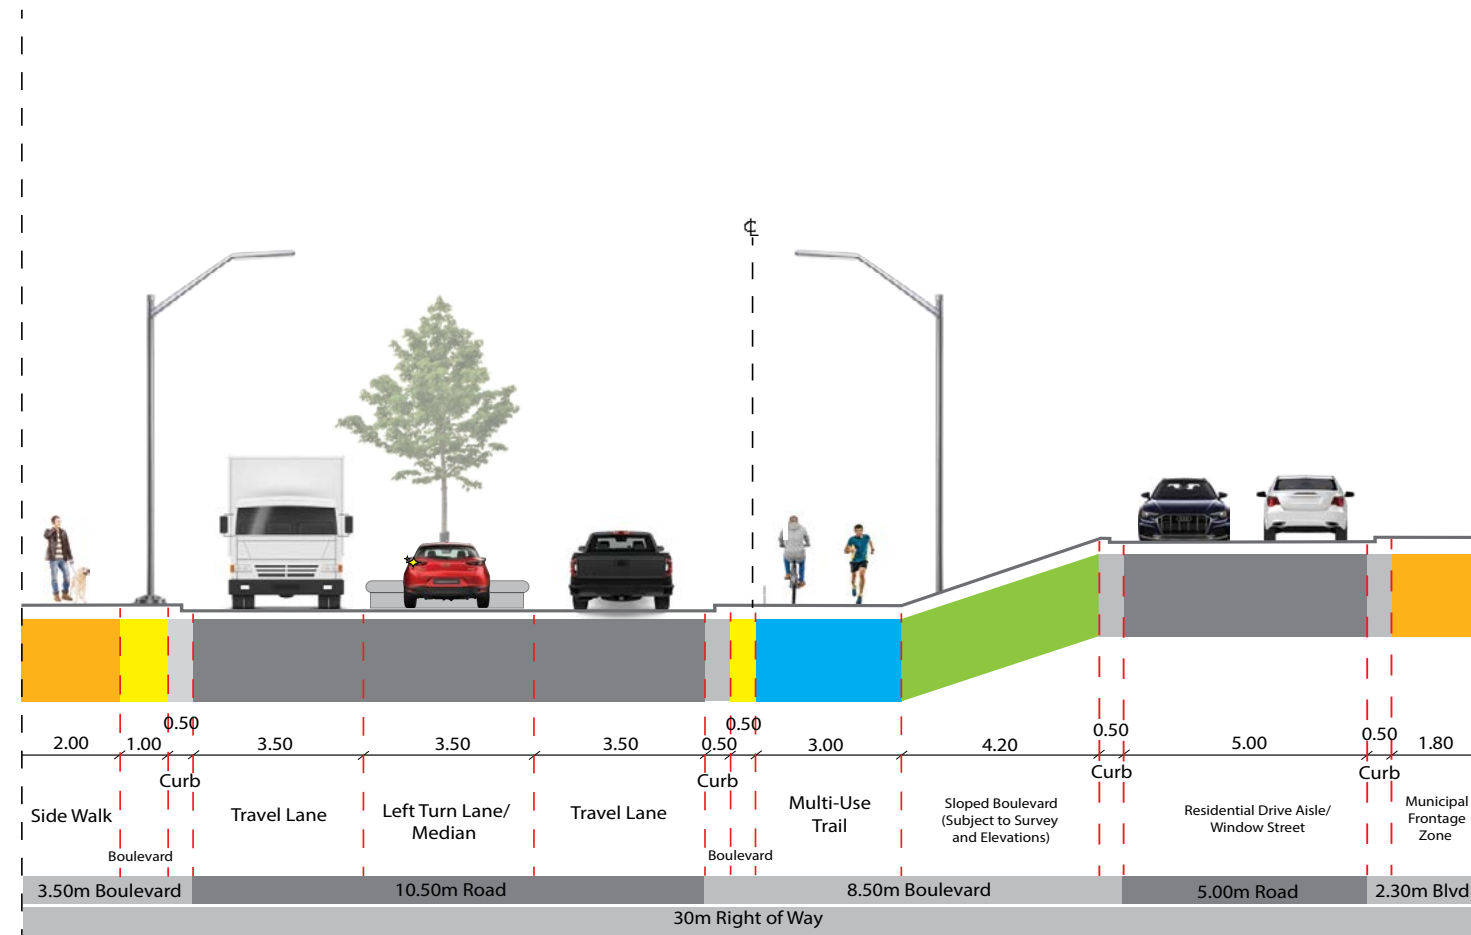 ℄
0.50
0.50
0.50
0.50
2.00
1.00
3.50
3.50
3.50
0.50
3.00
4.20
5.00
1.80
Curb
Curb
Curb
Curb
Side Walk
Boulevard
Travel Lane
Left Turn Lane/
Median
Travel Lane
Boulevard
Multi-Use
Trail
Sloped Boulevard
(Subject to Survey
and Elevations)
Residential Drive Aisle/
Window Street
Municipal
Frontage
Zone
3.50m Boulevard
10.50m Road
8.50m Boulevard
5.00m Road
2.30m Blvd
30m Right of Way